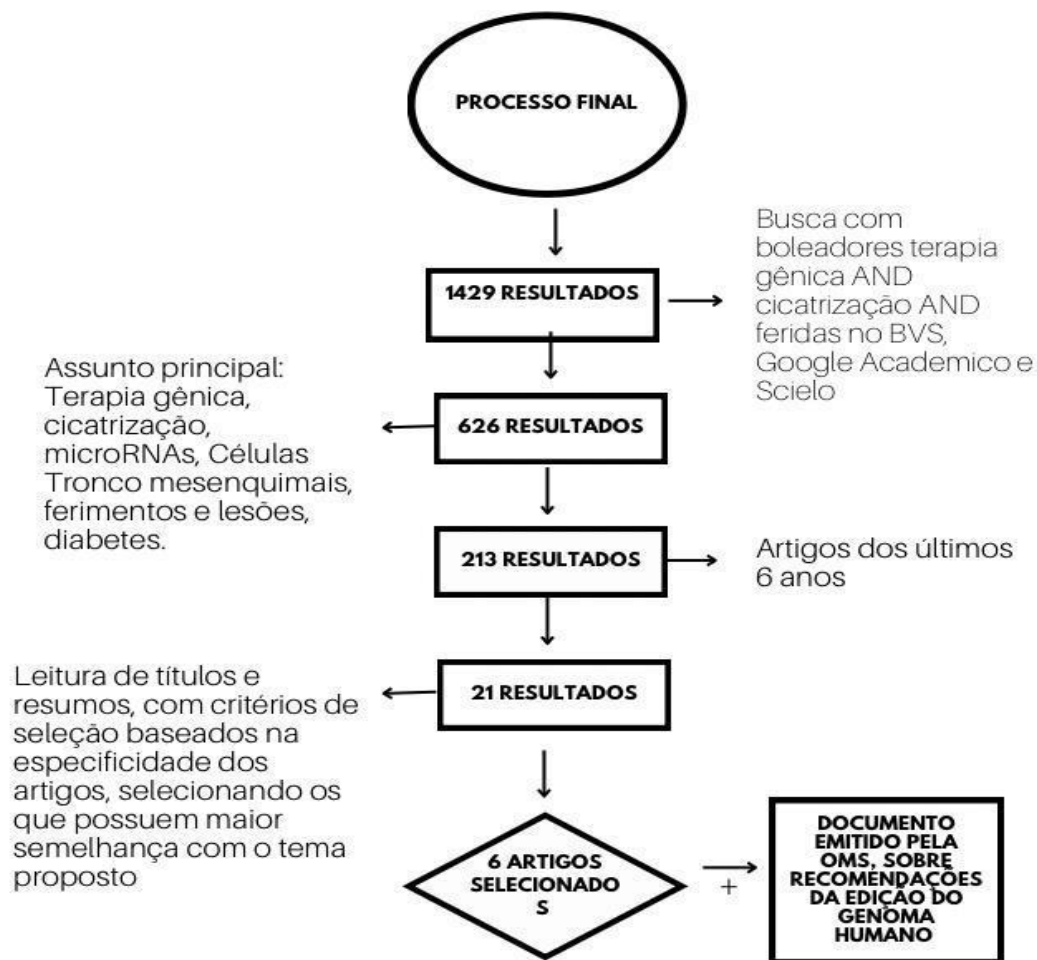 PROCESSO FINAL
1429 RESULTADOS
Busca com
boleadores terapia
gênica AND
cicatrização AND
feridas no BVS,
Google Academico e
Scielo
626 RESULTADOS
Assunto principal:
Terapia gênica,
cicatrização,
microRNAs, Células
Tronco mesenquimais,
ferimentos e lesões,
diabetes.
213 RESULTADOS
Artigos dos últimos
6 anos
21 RESULTADOS
Leitura de títulos e
resumos, com critérios de
seleção baseados na
especificidade dos
artigos, selecionando os
que possuem maior
semelhança com o tema
proposto
6 ARTIGOS
SELECIONADO
S
+
DOCUMENTO
EMITIDO PELA
OMS, SOBRE
RECOMENDAÇÕES
DA EDIÇÃO DO
GENOMA
HUMANO